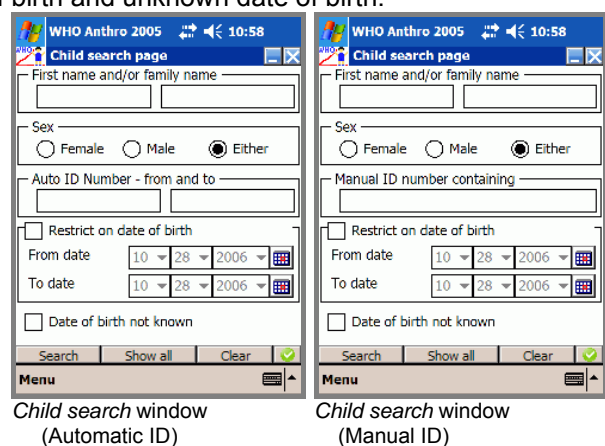 r birth and unknown date of birth.
WHO Anthro 2005 10:58
Child search page
First name and/or family name
Sex
Female Male Either
Auto ID Number - from and to
Restrict on date of birth
From date 10 28 2006
To date 10 28 2006
Date of birth not known
Search Show all Clear
Menu
Child search window
(Automatic ID)
WHO Anthro 2005 10:58
Child search page
First name and/or family name
Sex
Female Male Either
Manual ID number containing
Restrict on date of birth
From date 10 28 2006
To date 10 28 2006
Date of birth not known
Search Show all Clear
Menu
Child search window
(Manual ID)